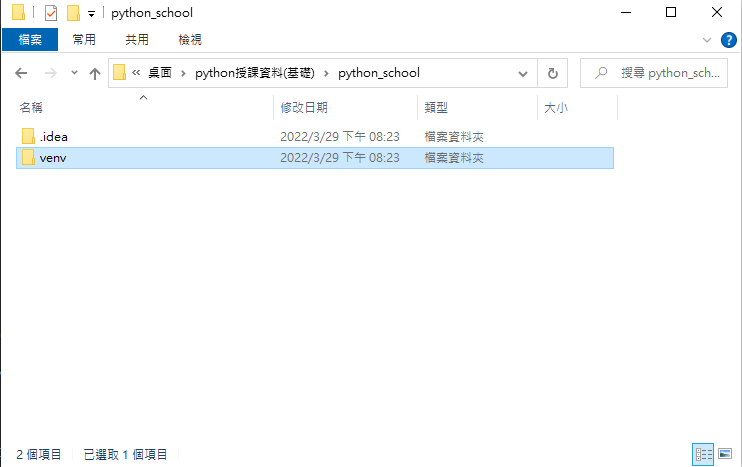 python_school
檔案 常用 共用 檢視
« 桌面 › python授課資料(基礎) › python_school 搜尋 python_sch...
名稱 修改日期 類型 大小
.idea 2022/3/29 下午 08:23 檔案資料夾
venv 2022/3/29 下午 08:23 檔案資料夾
2 個項目 已選取 1 個項目